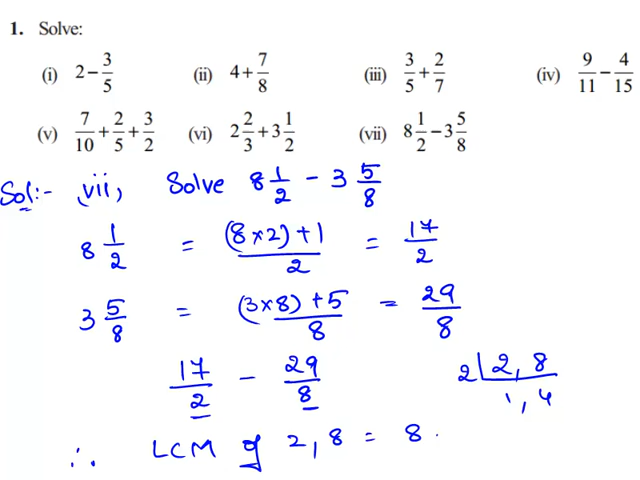 1. Solve:
(i) 2 - 3/5 (ii) 4 + 7/8 (iii) 3/5 + 2/7 (iv) 9/11 - 4/15
(v) 7/10 + 2/5 + 3/2 (vi) 2 2/3 + 3 1/2 (vii) 8 1/2 - 3 5/8
Sol:- vii, Solve 8 1/2 - 3 5/8
8 1/2 = (8×2)+1/2 = 17/2
3 5/8 = (3×8)+5/8 = 29/8
17/2 - 29/8
2 | 2, 8
1, 4
∴ LCM of 2, 8 = 8.